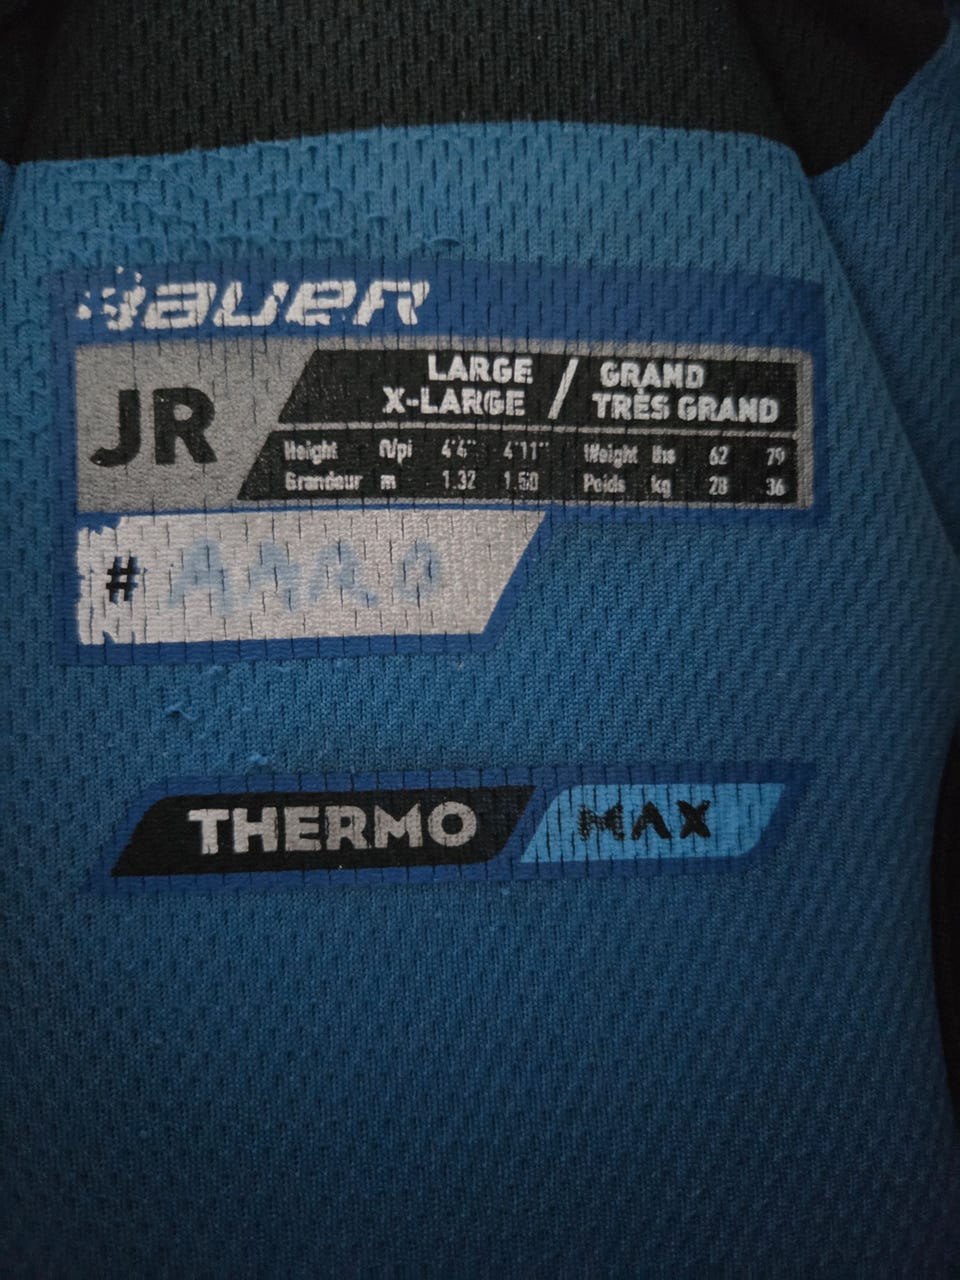 BAUER
JR
LARGE / GRAND
X-LARGE / TRÈS GRAND
Height ft/pi 4'4" 4'11" Weight lbs 62 79
Grandeur m 1.32 1.50 Poids kg 28 36
# AARO
THERMO MAX